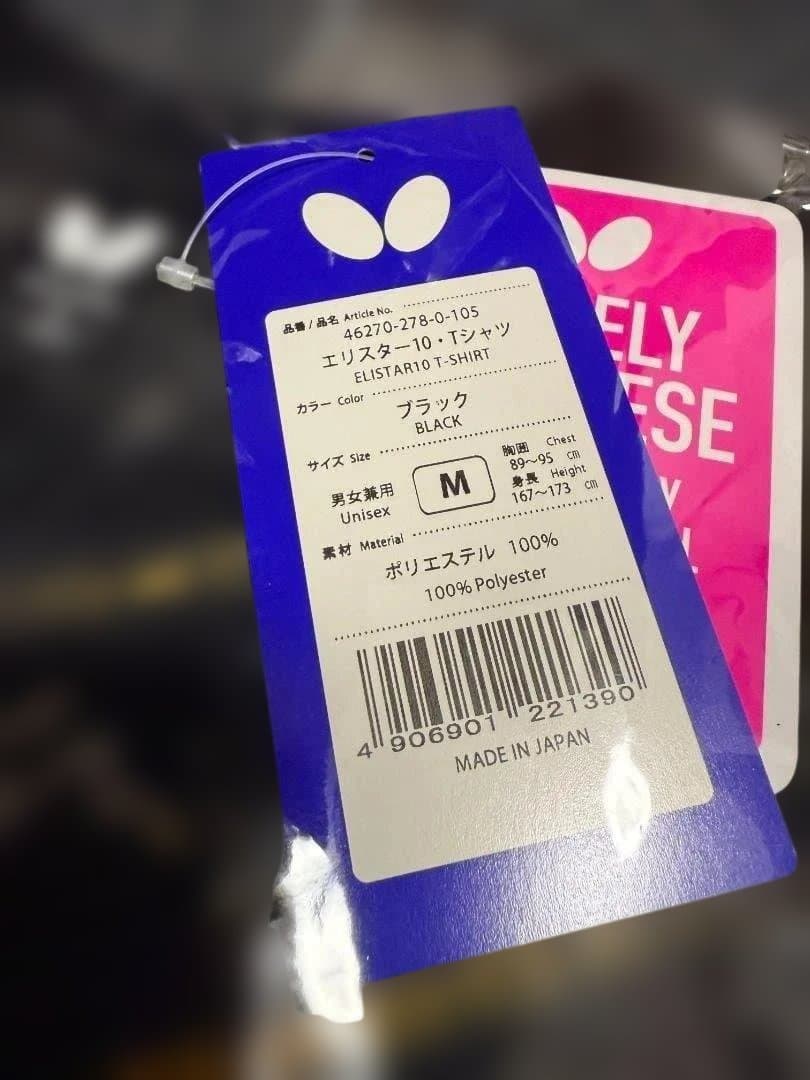 品番 / 品名 Article No.
46270-278-0-105
エリスター10・Tシャツ
ELISTAR10 T-SHIRT
カラー Color
ブラック
BLACK
サイズ Size
男女兼用
Unisex
M
胸囲 Chest
89～95 cm
身長 Height
167～173 cm
素材 Material
ポリエステル 100%
100% Polyester
4 906901 221390
MADE IN JAPAN
ELY
ESE